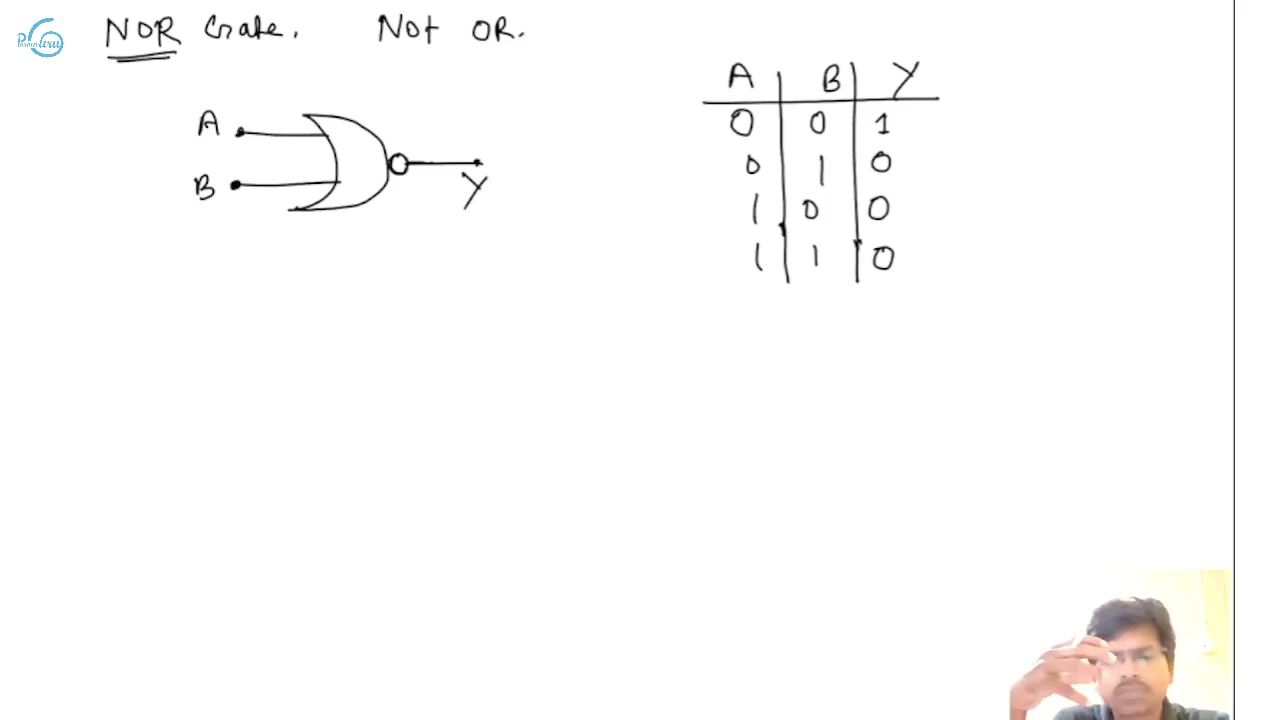 NOR Gate. Not OR.
A B Y
A 0 0 1
B 0 1 0
Y 1 0 0
1 1 0